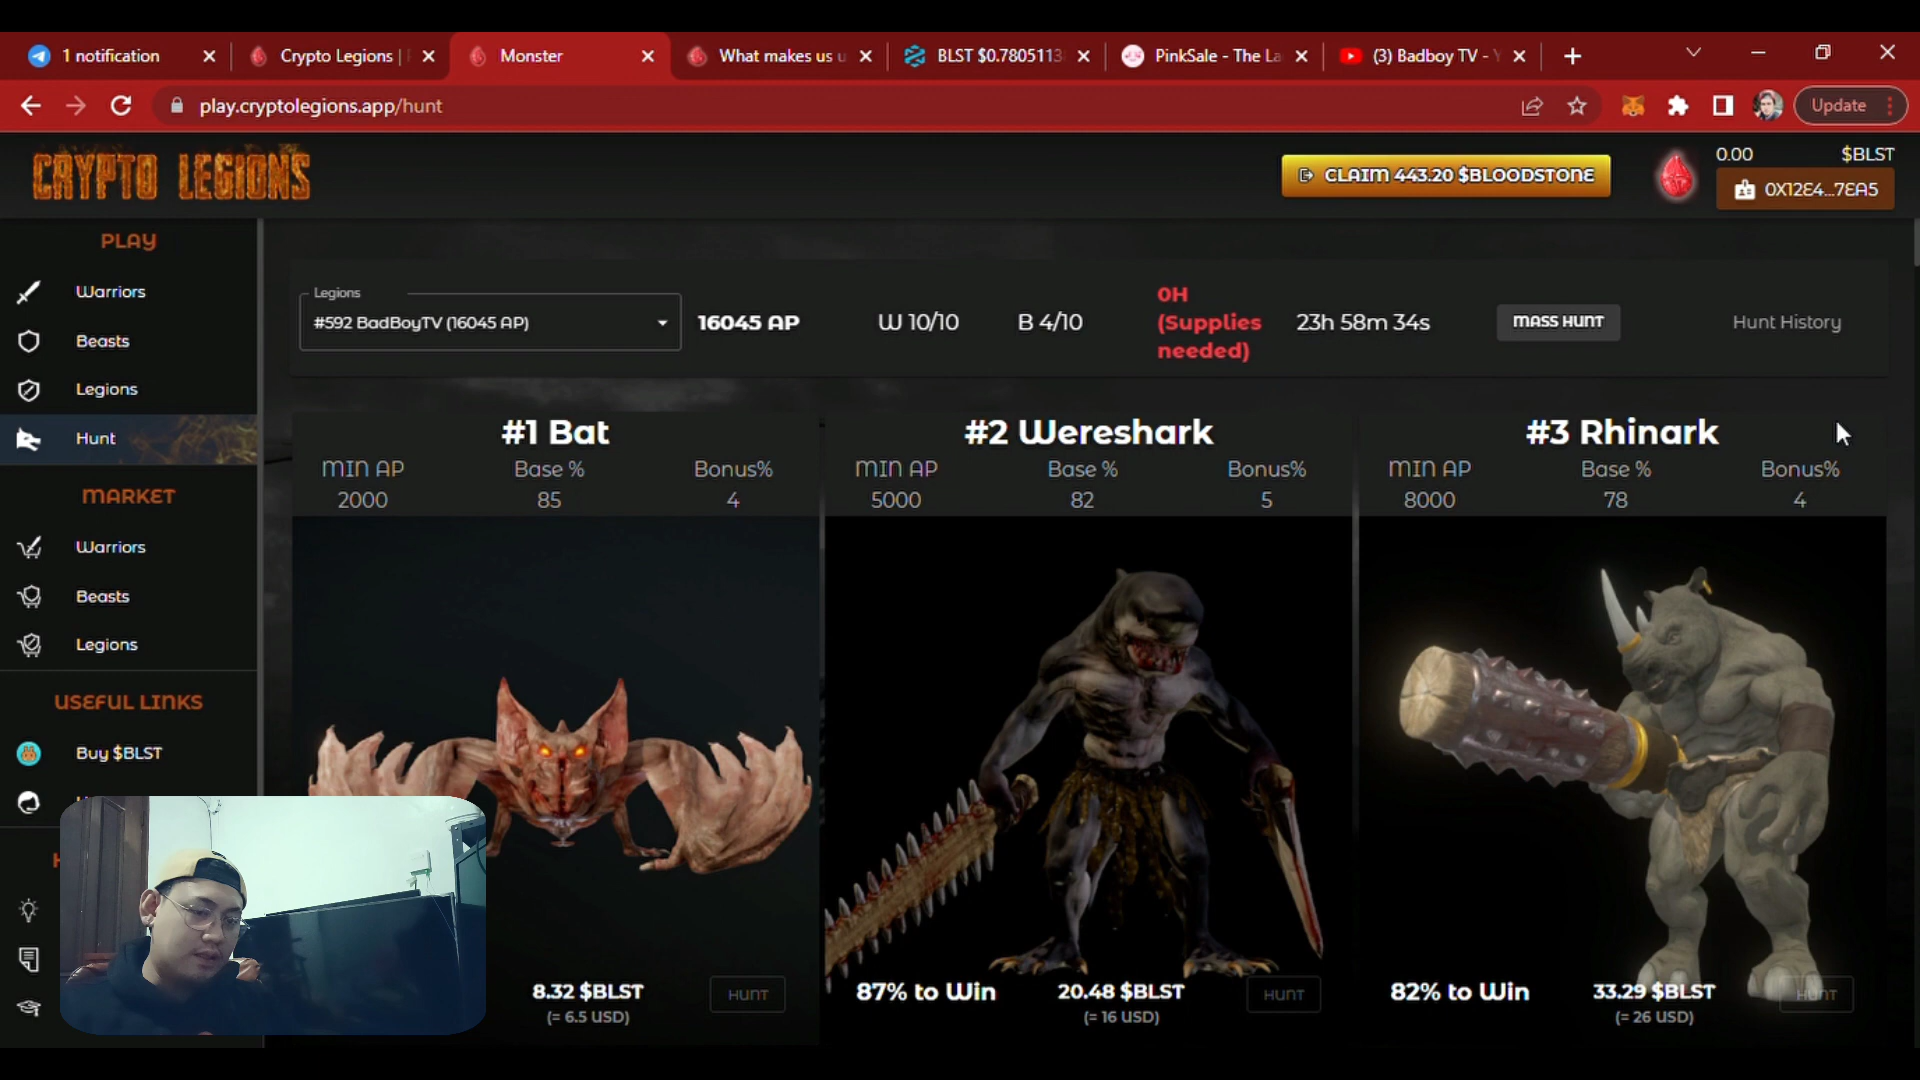 1 notification
Crypto Legions |
Monster
What makes us u
BLST $0.7805113
PinkSale - The La
(3) Badboy TV - Y
play.cryptolegions.app/hunt
Update
CRYPTO LEGIONS
CLAIM 443.20 $BLOODSTONE
0.00 $BLST
0X12E4...7EA5
PLAY
Warriors
Beasts
Legions
Hunt
MARKET
Warriors
Beasts
Legions
USEFUL LINKS
Buy $BLST
Legions
#592 BadBoyTV (16045 AP)
16045 AP
W 10/10
B 4/10
0H
(Supplies
needed)
23h 58m 34s
MASS HUNT
Hunt History
#1 Bat
MIN AP Base % Bonus%
2000 85 4
8.32 $BLST
(= 6.5 USD)
HUNT
#2 Wereshark
MIN AP Base % Bonus%
5000 82 5
87% to Win
20.48 $BLST
(= 16 USD)
HUNT
#3 Rhinark
MIN AP Base % Bonus%
8000 78 4
82% to Win
33.29 $BLST
(= 26 USD)
HUNT